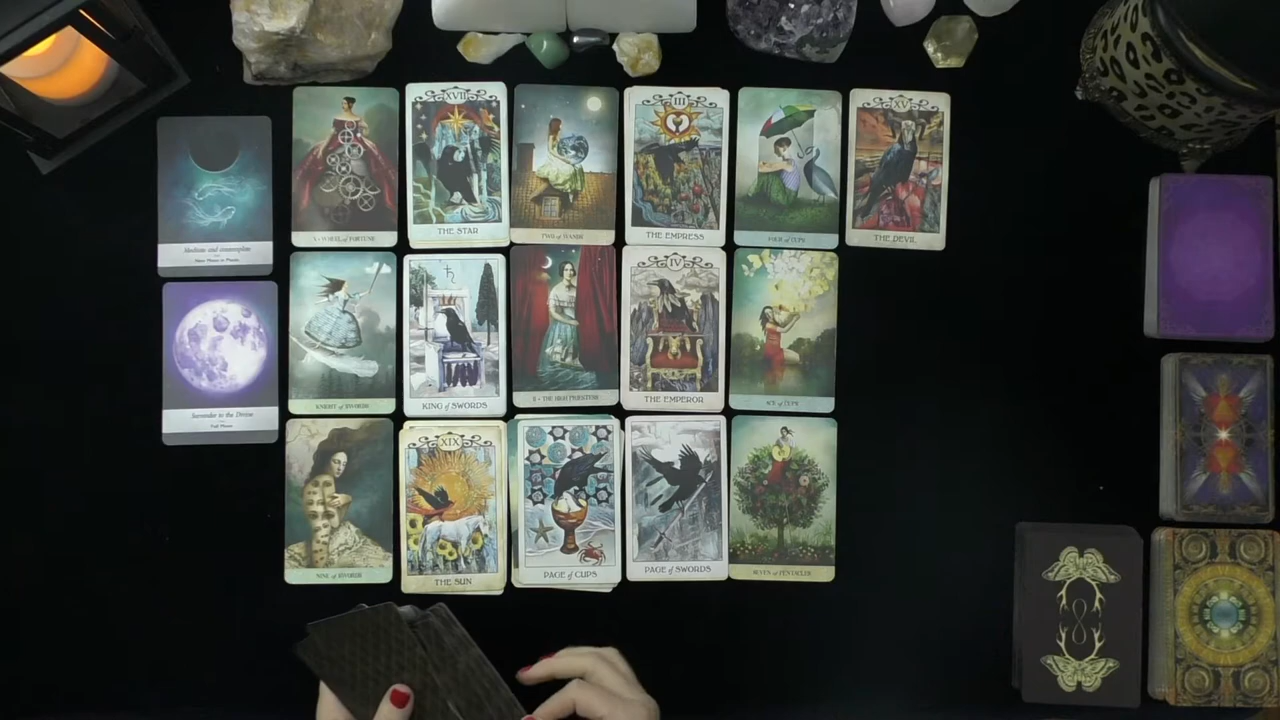 Meditate and contemplate
New Moon in Pisces
Surrender to the Divine
Full Moon
X • WHEEL of FORTUNE
XVII
THE STAR
TWO of WANDS
III
THE EMPRESS
FOUR of CUPS
XV
THE DEVIL
KNIGHT of SWORDS
KING of SWORDS
II • THE HIGH PRIESTESS
IV
THE EMPEROR
ACE of CUPS
NINE of SWORDS
XIX
THE SUN
PAGE of CUPS
PAGE of SWORDS
SEVEN of PENTACLES